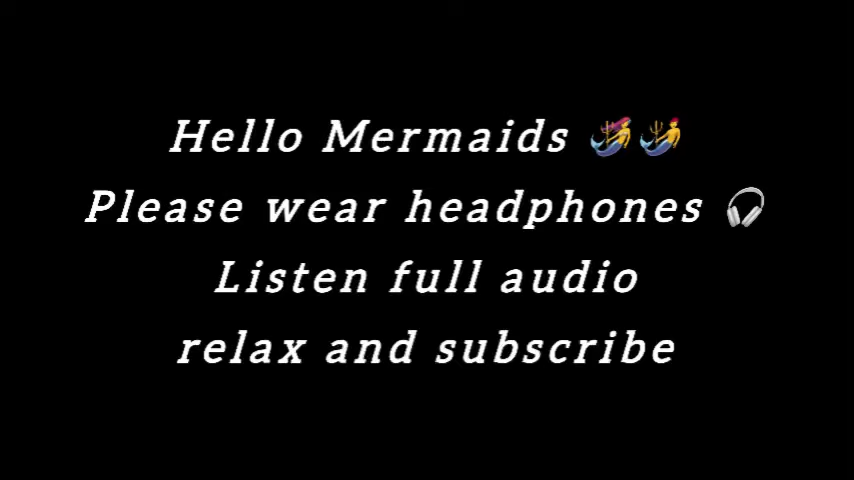 Hello Mermaids 🧜‍♀️🧜‍♂️
Please wear headphones 🎧
Listen full audio
relax and subscribe